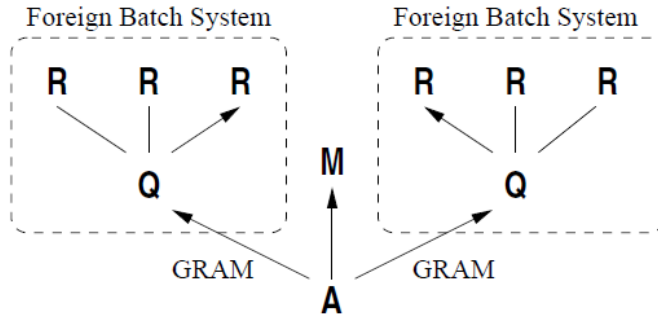 Foreign Batch System Foreign Batch System
R R R R R R
M
Q Q
GRAM GRAM
A